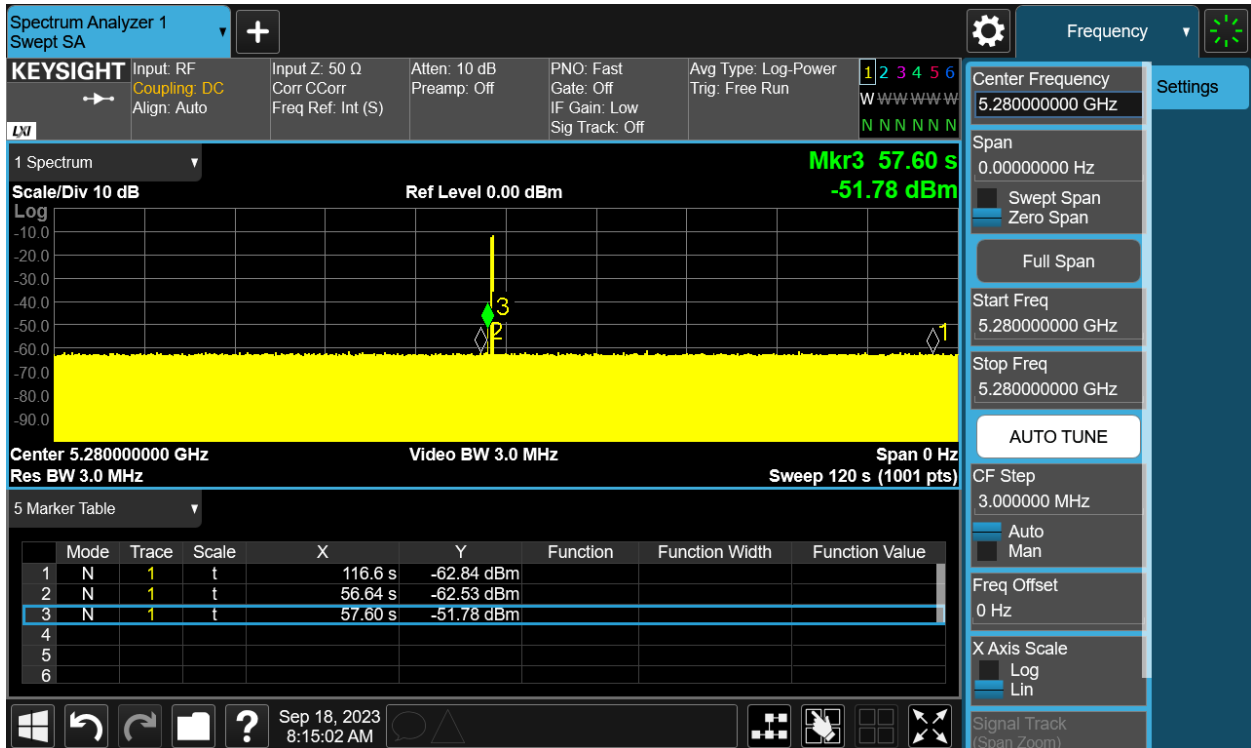 Spectrum Analyzer 1
Swept SA
+
Frequency
KEYSIGHT
LXI
Input: RF
Coupling: DC
Align: Auto
Input Z: 50 Ω
Corr CCorr
Freq Ref: Int (S)
Atten: 10 dB
Preamp: Off
PNO: Fast
Gate: Off
IF Gain: Low
Sig Track: Off
Avg Type: Log-Power
Trig: Free Run
1 2 3 4 5 6
W W W W W W
N N N N N N
1 Spectrum
Mkr3 57.60 s
-51.78 dBm
Scale/Div 10 dB
Ref Level 0.00 dBm
Log
-10.0
-20.0
-30.0
-40.0
-50.0
-60.0
-70.0
-80.0
-90.0
3
2
1
Center 5.280000000 GHz
Video BW 3.0 MHz
Span 0 Hz
Res BW 3.0 MHz
Sweep 120 s (1001 pts)
5 Marker Table
Mode Trace Scale X Y Function Function Width Function Value
1 N 1 t 116.6 s -62.84 dBm
2 N 1 t 56.64 s -62.53 dBm
3 N 1 t 57.60 s -51.78 dBm
4
5
6
?
Sep 18, 2023
8:15:02 AM
Center Frequency
5.280000000 GHz
Settings
Span
0.00000000 Hz
Swept Span
Zero Span
Full Span
Start Freq
5.280000000 GHz
Stop Freq
5.280000000 GHz
AUTO TUNE
CF Step
3.000000 MHz
Auto
Man
Freq Offset
0 Hz
X Axis Scale
Log
Lin
Signal Track
(Span Zoom)